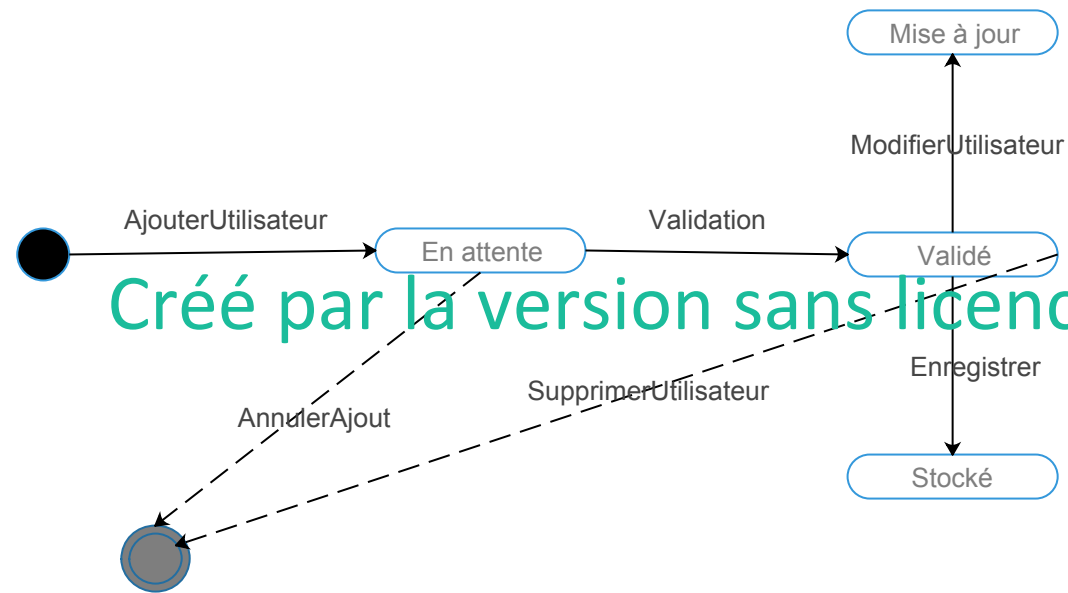 Mise à jour
ModifierUtilisateur
AjouterUtilisateur
Validation
En attente
Validé
Créé par la version sans licenc
Enregistrer
SupprimerUtilisateur
AnnulerAjout
Stocké